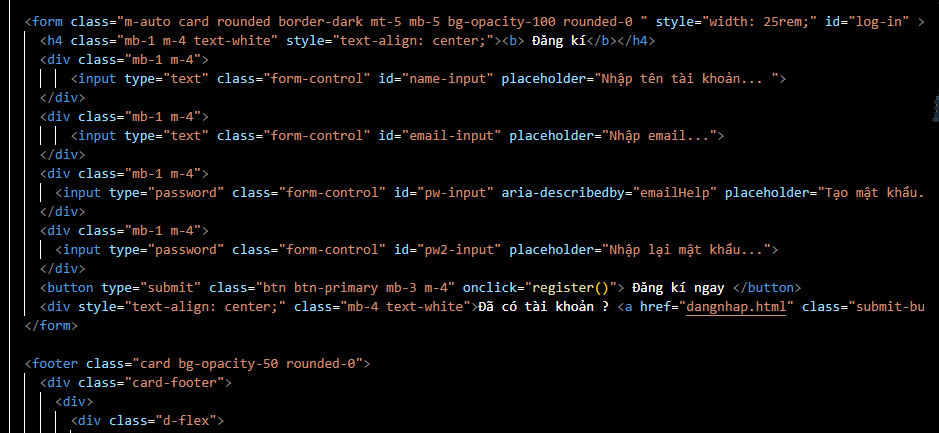 <form class="m-auto card rounded border-dark mt-5 mb-5 bg-opacity-100 rounded-0 " style="width: 25rem;" id="log-in" >
<h4 class="mb-1 m-4 text-white" style="text-align: center;"><b> Đăng kí</b></h4>
<div class="mb-1 m-4">
<input type="text" class="form-control" id="name-input" placeholder="Nhập tên tài khoản... ">
</div>
<div class="mb-1 m-4">
<input type="text" class="form-control" id="email-input" placeholder="Nhập email...">
</div>
<div class="mb-1 m-4">
<input type="password" class="form-control" id="pw-input" aria-describedby="emailHelp" placeholder="Tạo mật khẩu.
</div>
<div class="mb-1 m-4">
<input type="password" class="form-control" id="pw2-input" placeholder="Nhập lại mật khẩu...">
</div>
<button type="submit" class="btn btn-primary mb-3 m-4" onclick="register()"> Đăng kí ngay </button>
<div style="text-align: center;" class="mb-4 text-white">Đã có tài khoản ? <a href="dangnhap.html" class="submit-bu
</form>
<footer class="card bg-opacity-50 rounded-0">
<div class="card-footer">
<div>
<div class="d-flex">